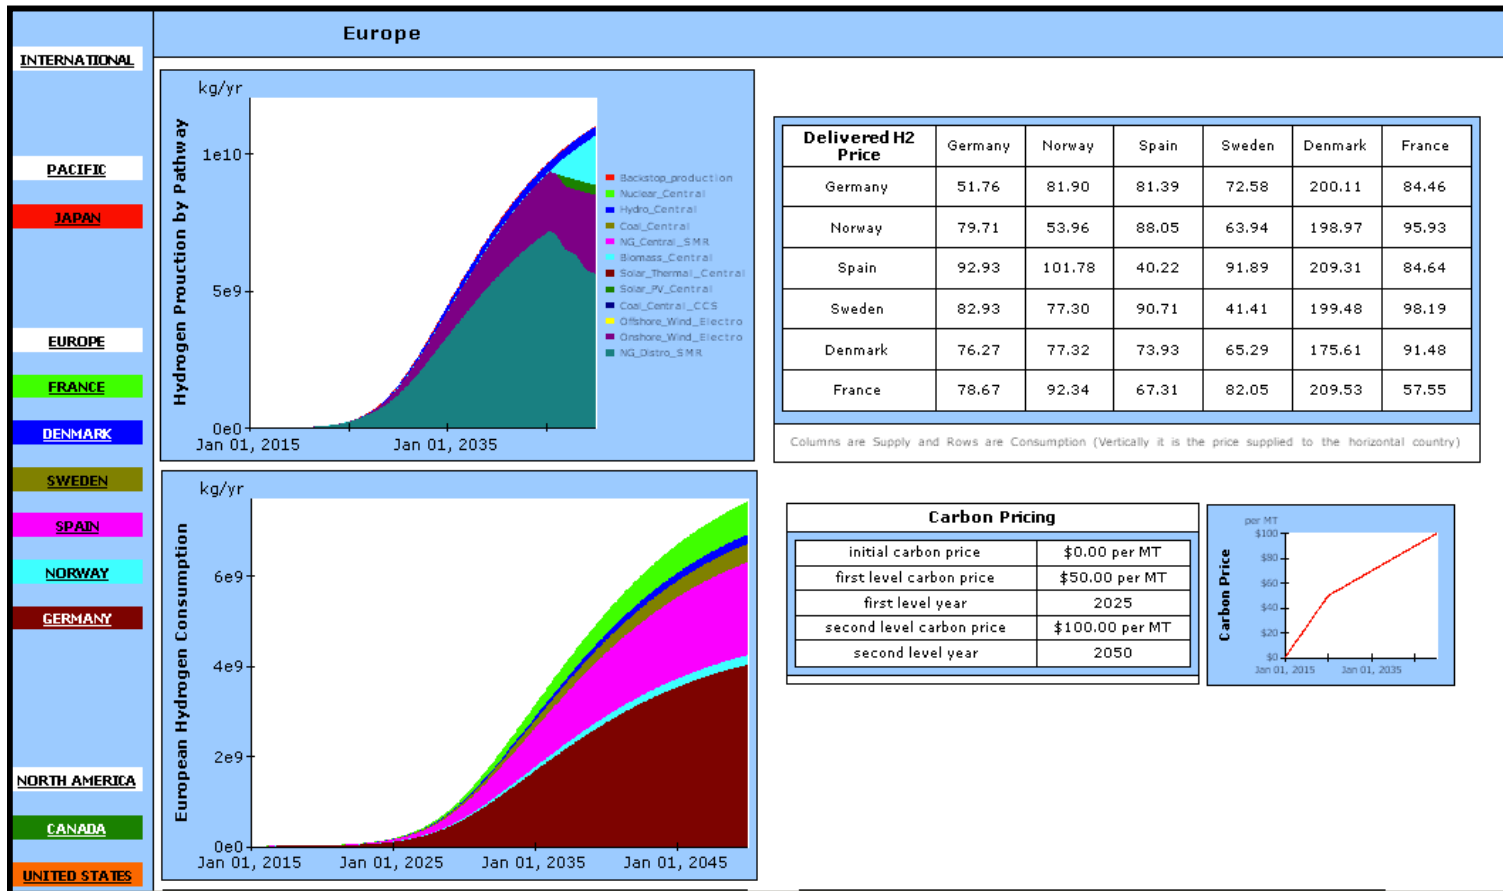 Europe
INTERNATIONAL
PACIFIC
JAPAN
EUROPE
FRANCE
DENMARK
SWEDEN
SPAIN
NORWAY
GERMANY
NORTH AMERICA
CANADA
UNITED STATES
kg/yr
Hydrogen Prouction by Pathway
1e10
5e9
0e0
Jan 01, 2015 Jan 01, 2035
Backstop_production
Nuclear_Central
Hydro_Central
Coal_Central
NG_Central_SMR
Biomass_Central
Solar_Thermal_Central
Solar_PV_Central
Coal_Central_CCS
Offshore_Wind_Electro
Onshore_Wind_Electro
NG_Distro_SMR
Delivered H2 Price Germany Norway Spain Sweden Denmark France
Germany 51.76 81.90 81.39 72.58 200.11 84.46
Norway 79.71 53.96 88.05 63.94 198.97 95.93
Spain 92.93 101.78 40.22 91.89 209.31 84.64
Sweden 82.93 77.30 90.71 41.41 199.48 98.19
Denmark 76.27 77.32 73.93 65.29 175.61 91.48
France 78.67 92.34 67.31 82.05 209.53 57.55
Columns are Supply and Rows are Consumption (Vertically it is the price supplied to the horizontal country)
kg/yr
European Hydrogen Consumption
6e9
4e9
2e9
0e0
Jan 01, 2015 Jan 01, 2025 Jan 01, 2035 Jan 01, 2045
Carbon Pricing
initial carbon price $0.00 per MT
first level carbon price $50.00 per MT
first level year 2025
second level carbon price $100.00 per MT
second level year 2050
per MT
Carbon Price
$100
$80
$60
$40
$20
$0
Jan 01, 2015 Jan 01, 2035